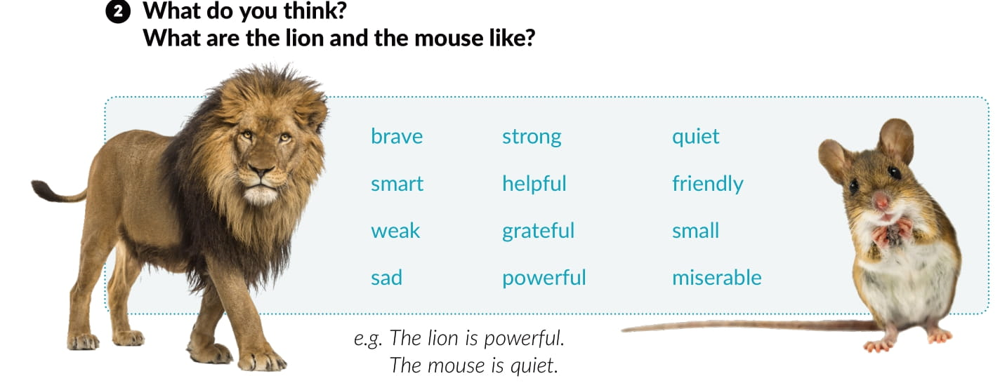 2 What do you think?
What are the lion and the mouse like?
brave strong quiet
smart helpful friendly
weak grateful small
sad powerful miserable
e.g. The lion is powerful.
The mouse is quiet.